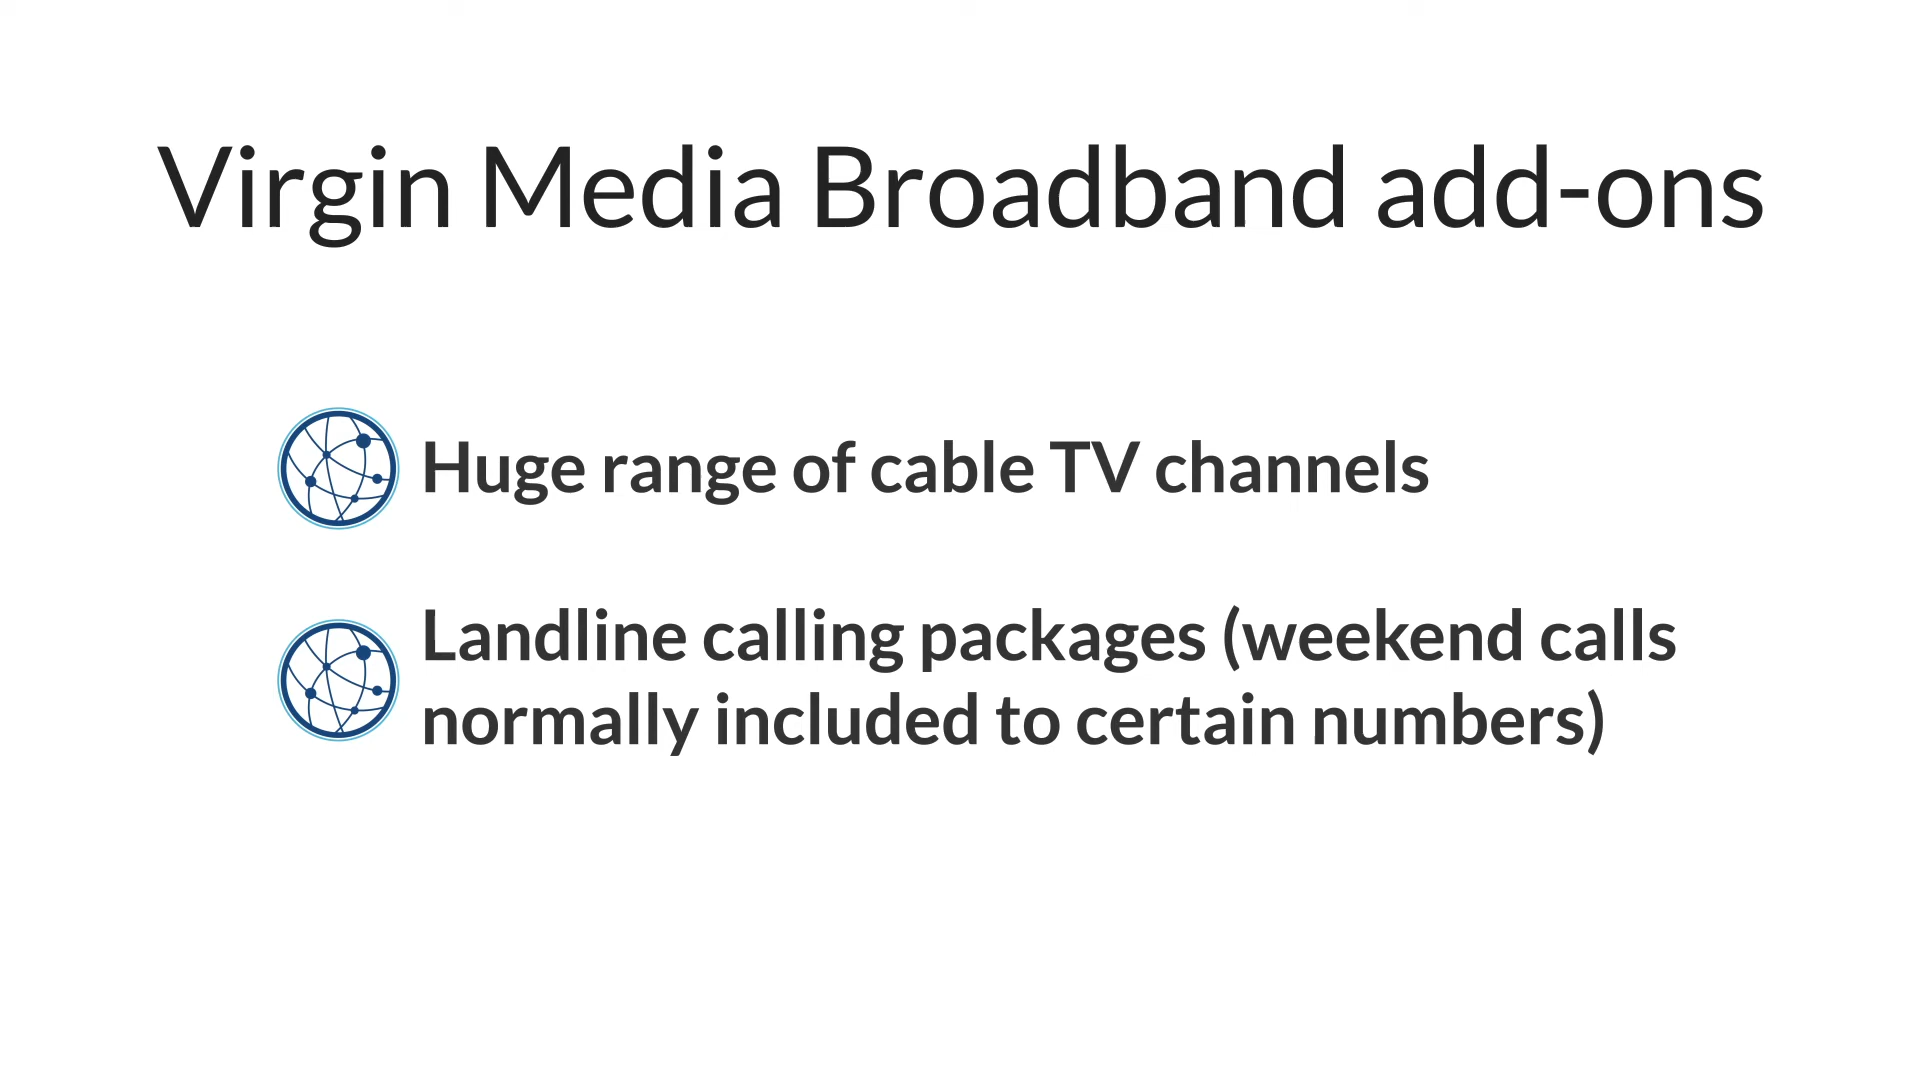 Virgin Media Broadband add-ons
Huge range of cable TV channels
Landline calling packages (weekend calls
normally included to certain numbers)